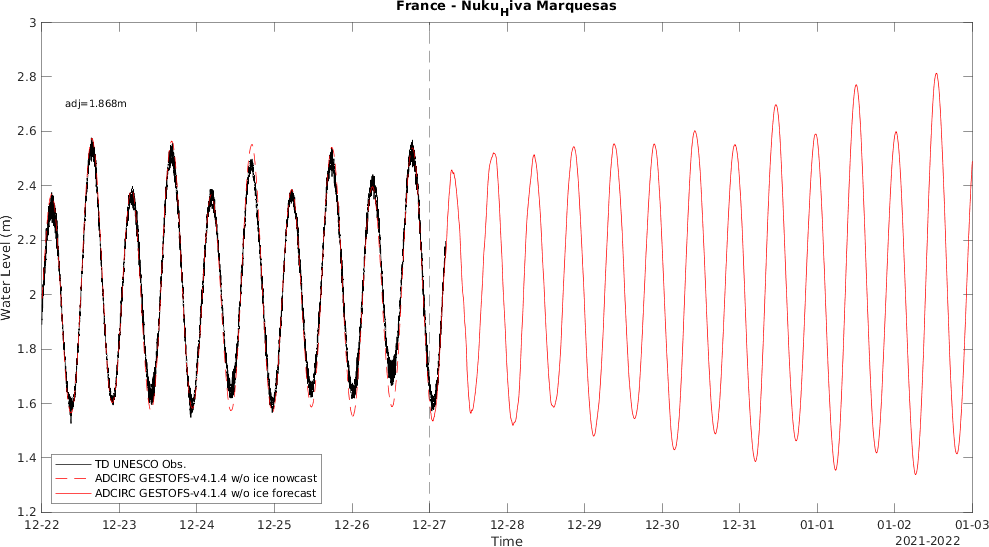 France - Nuku_Hiva Marquesas
3
2.8
adj=1.868m
2.6
2.4
2.2
Water Level (m)
2
1.8
1.6
1.4
TD UNESCO Obs.
ADCIRC GESTOFS-v4.1.4 w/o ice nowcast
ADCIRC GESTOFS-v4.1.4 w/o ice forecast
1.2
12-22 12-23 12-24 12-25 12-26 12-27 12-28 12-29 12-30 12-31 01-01 01-02 01-03
Time
2021-2022